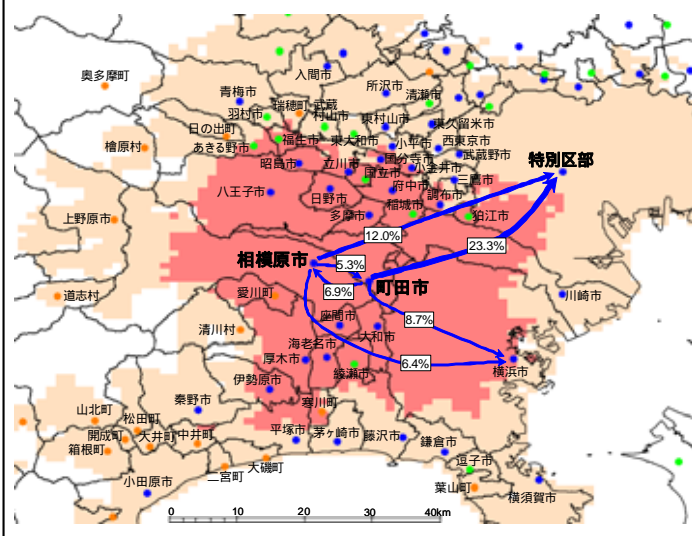 奥多摩町
入間市
所沢市
青梅市
清瀬市
瑞穂町
武蔵
村山市
羽村市
東村山市
東久留米市
日の出町
福生市
東大和市
小平市
西東京市
あきる野市
檜原村
昭島市
立川市
国分寺市
小金井市
武蔵野市
特別区部
国立市
三鷹市
八王子市
日野市
府中市
調布市
稲城市
狛江市
多摩市
上野原市
12.0%
23.3%
相模原市
5.3%
町田市
6.9%
道志村
愛川町
川崎市
座間市
8.7%
清川村
大和市
海老名市
厚木市
綾瀬市
6.4%
横浜市
伊勢原市
秦野市
寒川町
山北町
松田町
開成町
大井町
中井町
箱根町
平塚市
茅ヶ崎市
藤沢市
鎌倉市
逗子市
二宮町
大磯町
葉山町
小田原市
横須賀市
0 10 20 30 40km